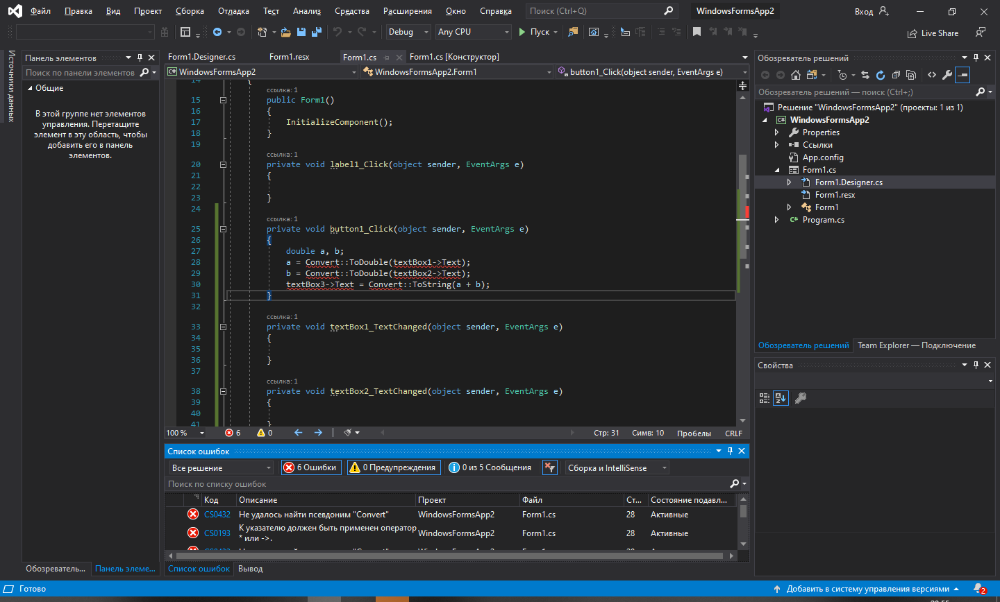 Файл Правка Вид Проект Сборка Отладка Тест Анализ Средства Расширения Окно Справка Поиск (Ctrl+Q) WindowsFormsApp2 Вход
Debug Any CPU Пуск Live Share
Источники данных
Панель элементов
Поиск по панели элементов
Общие
В этой группе нет элементов
управления. Перетащите
элемент в эту область, чтобы
добавить его в панель
элементов.
Обозреватель... Панель элеме...
Form1.Designer.cs Form1.resx Form1.cs Form1.cs [Конструктор]
WindowsFormsApp2 WindowsFormsApp2.Form1 button1_Click(object sender, EventArgs e)
14 {
ссылка: 1
15 public Form1()
16 {
17 InitializeComponent();
18 }
19
ссылка: 1
20 private void label1_Click(object sender, EventArgs e)
21 {
22
23 }
24
ссылка: 1
25 private void button1_Click(object sender, EventArgs e)
26 {
27 double a, b;
28 a = Convert::ToDouble(textBox1->Text);
29 b = Convert::ToDouble(textBox2->Text);
30 textBox3->Text = Convert::ToString(a + b);
31 }
32
ссылка: 1
33 private void textBox1_TextChanged(object sender, EventArgs e)
34 {
35
36 }
37
ссылка: 1
38 private void textBox2_TextChanged(object sender, EventArgs e)
39 {
40
41 }
100 % 6 0 Стр: 31 Симв: 10 Пробелы CRLF
Список ошибок
Все решение 6 Ошибки 0 Предупреждения 0 из 5 Сообщения Сборка и IntelliSense
Поиск по списку ошибок
Код Описание Проект Файл Ст... Состояние подавл...
CS0432 Не удалось найти псевдоним "Convert" WindowsFormsApp2 Form1.cs 28 Активные
CS0193 К указателю должен быть применен оператор * или ->. WindowsFormsApp2 Form1.cs 28 Активные
Список ошибок Вывод
Обозреватель решений
Обозреватель решений — поиск (Ctrl+;)
Решение "WindowsFormsApp2" (проекты: 1 из 1)
WindowsFormsApp2
Properties
Ссылки
App.config
Form1.cs
Form1.Designer.cs
Form1.resx
Form1
Program.cs
Обозреватель решений Team Explorer — Подключение
Свойства
Готово Добавить в систему управления версиями 2